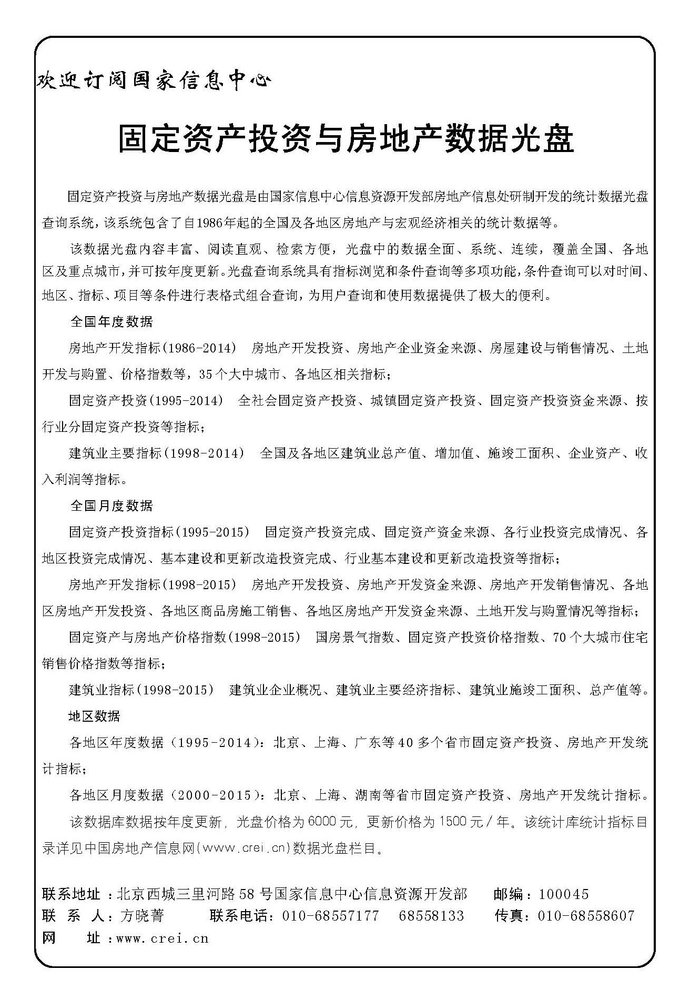 欢迎订阅国家信息中心
固定资产投资与房地产数据光盘
固定资产投资与房地产数据光盘是由国家信息中心信息资源开发部房地产信息处研制开发的统计数据光盘
查询系统，该系统包含了自1986年起的全国及各地区房地产与宏观经济相关的统计数据等。
该数据光盘内容丰富、阅读直观、检索方便，光盘中的数据全面、系统、连续，覆盖全国、各地
区及重点城市，并可按年度更新。光盘查询系统具有指标浏览和条件查询等多项功能，条件查询可以对时间、
地区、指标、项目等条件进行表格式组合查询，为用户查询和使用数据提供了极大的便利。
全国年度数据
房地产开发指标(1986-2014) 房地产开发投资、房地产企业资金来源、房屋建设与销售情况、土地
开发与购置、价格指数等，35个大中城市、各地区相关指标；
固定资产投资(1995-2014) 全社会固定资产投资、城镇固定资产投资、固定资产投资资金来源、按
行业分固定资产投资等指标；
建筑业主要指标(1998-2014) 全国及各地区建筑业总产值、增加值、施竣工面积、企业资产、收
入利润等指标。
全国月度数据
固定资产投资指标(1995-2015) 固定资产投资完成、固定资产资金来源、各行业投资完成情况、各
地区投资完成情况、基本建设和更新改造投资完成、行业基本建设和更新改造投资等指标；
房地产开发指标(1998-2015) 房地产开发投资、房地产开发资金来源、房地产开发销售情况、各地
区房地产开发投资、各地区商品房施工销售、各地区房地产开发资金来源、土地开发与购置情况等指标；
固定资产与房地产价格指数(1998-2015) 国房景气指数、固定资产投资价格指数、70个大城市住宅
销售价格指数等指标；
建筑业指标(1998-2015) 建筑业企业概况、建筑业主要经济指标、建筑业施竣工面积、总产值等。
地区数据
各地区年度数据（1995-2014）：北京、上海、广东等40多个省市固定资产投资、房地产开发统
计指标；
各地区月度数据（2000-2015）：北京、上海、湖南等省市固定资产投资、房地产开发统计指标。
该数据库数据按年度更新，光盘价格为6000元，更新价格为1500元/年。该统计库统计指标目
录详见中国房地产信息网(www.crei.cn)数据光盘栏目。
联系地址：北京西城三里河路58号国家信息中心信息资源开发部 邮编：100045
联 系 人：方晓菁 联系电话：010-68557177 68558133 传真：010-68558607
网 址：www.crei.cn